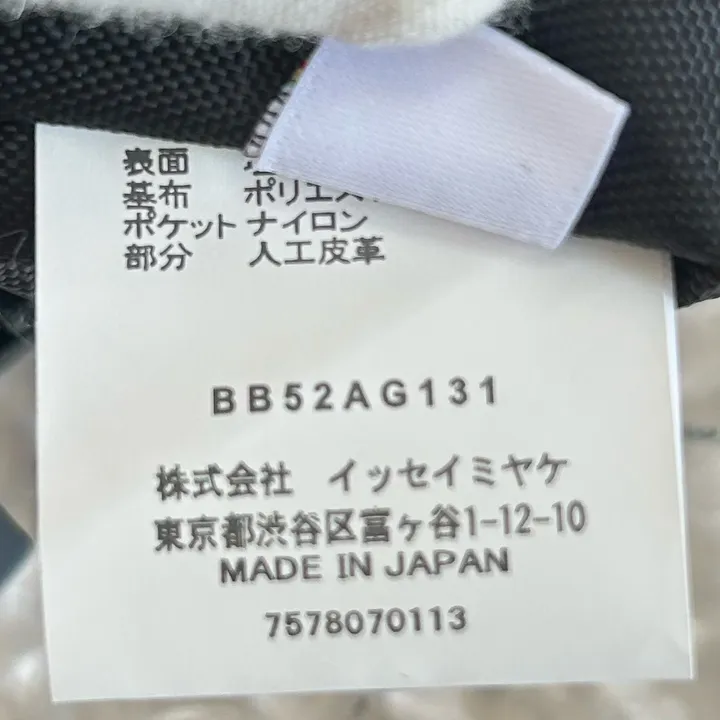 表面
基布 ポリエス
ポケット ナイロン
部分 人工皮革
BB52AG131
株式会社 イッセイミヤケ
東京都渋谷区富ヶ谷1-12-10
MADE IN JAPAN
7578070113